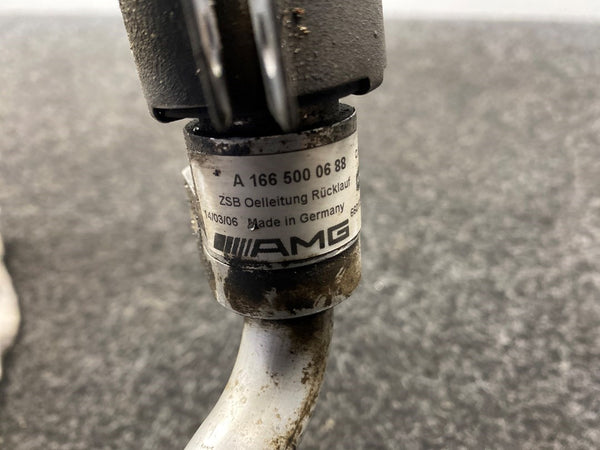 A 166 500 06 88
ZSB Oelleitung Rücklauf
14/03/06 Made in Germany
AMG